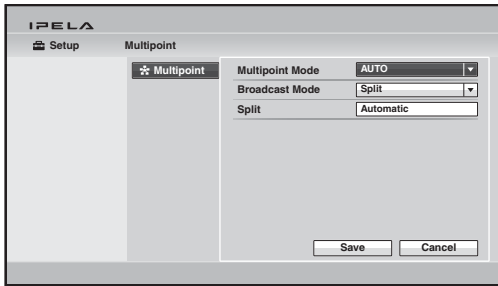 IPELA
Setup Multipoint
Multipoint
Multipoint Mode AUTO
Broadcast Mode Split
Split Automatic
Save Cancel